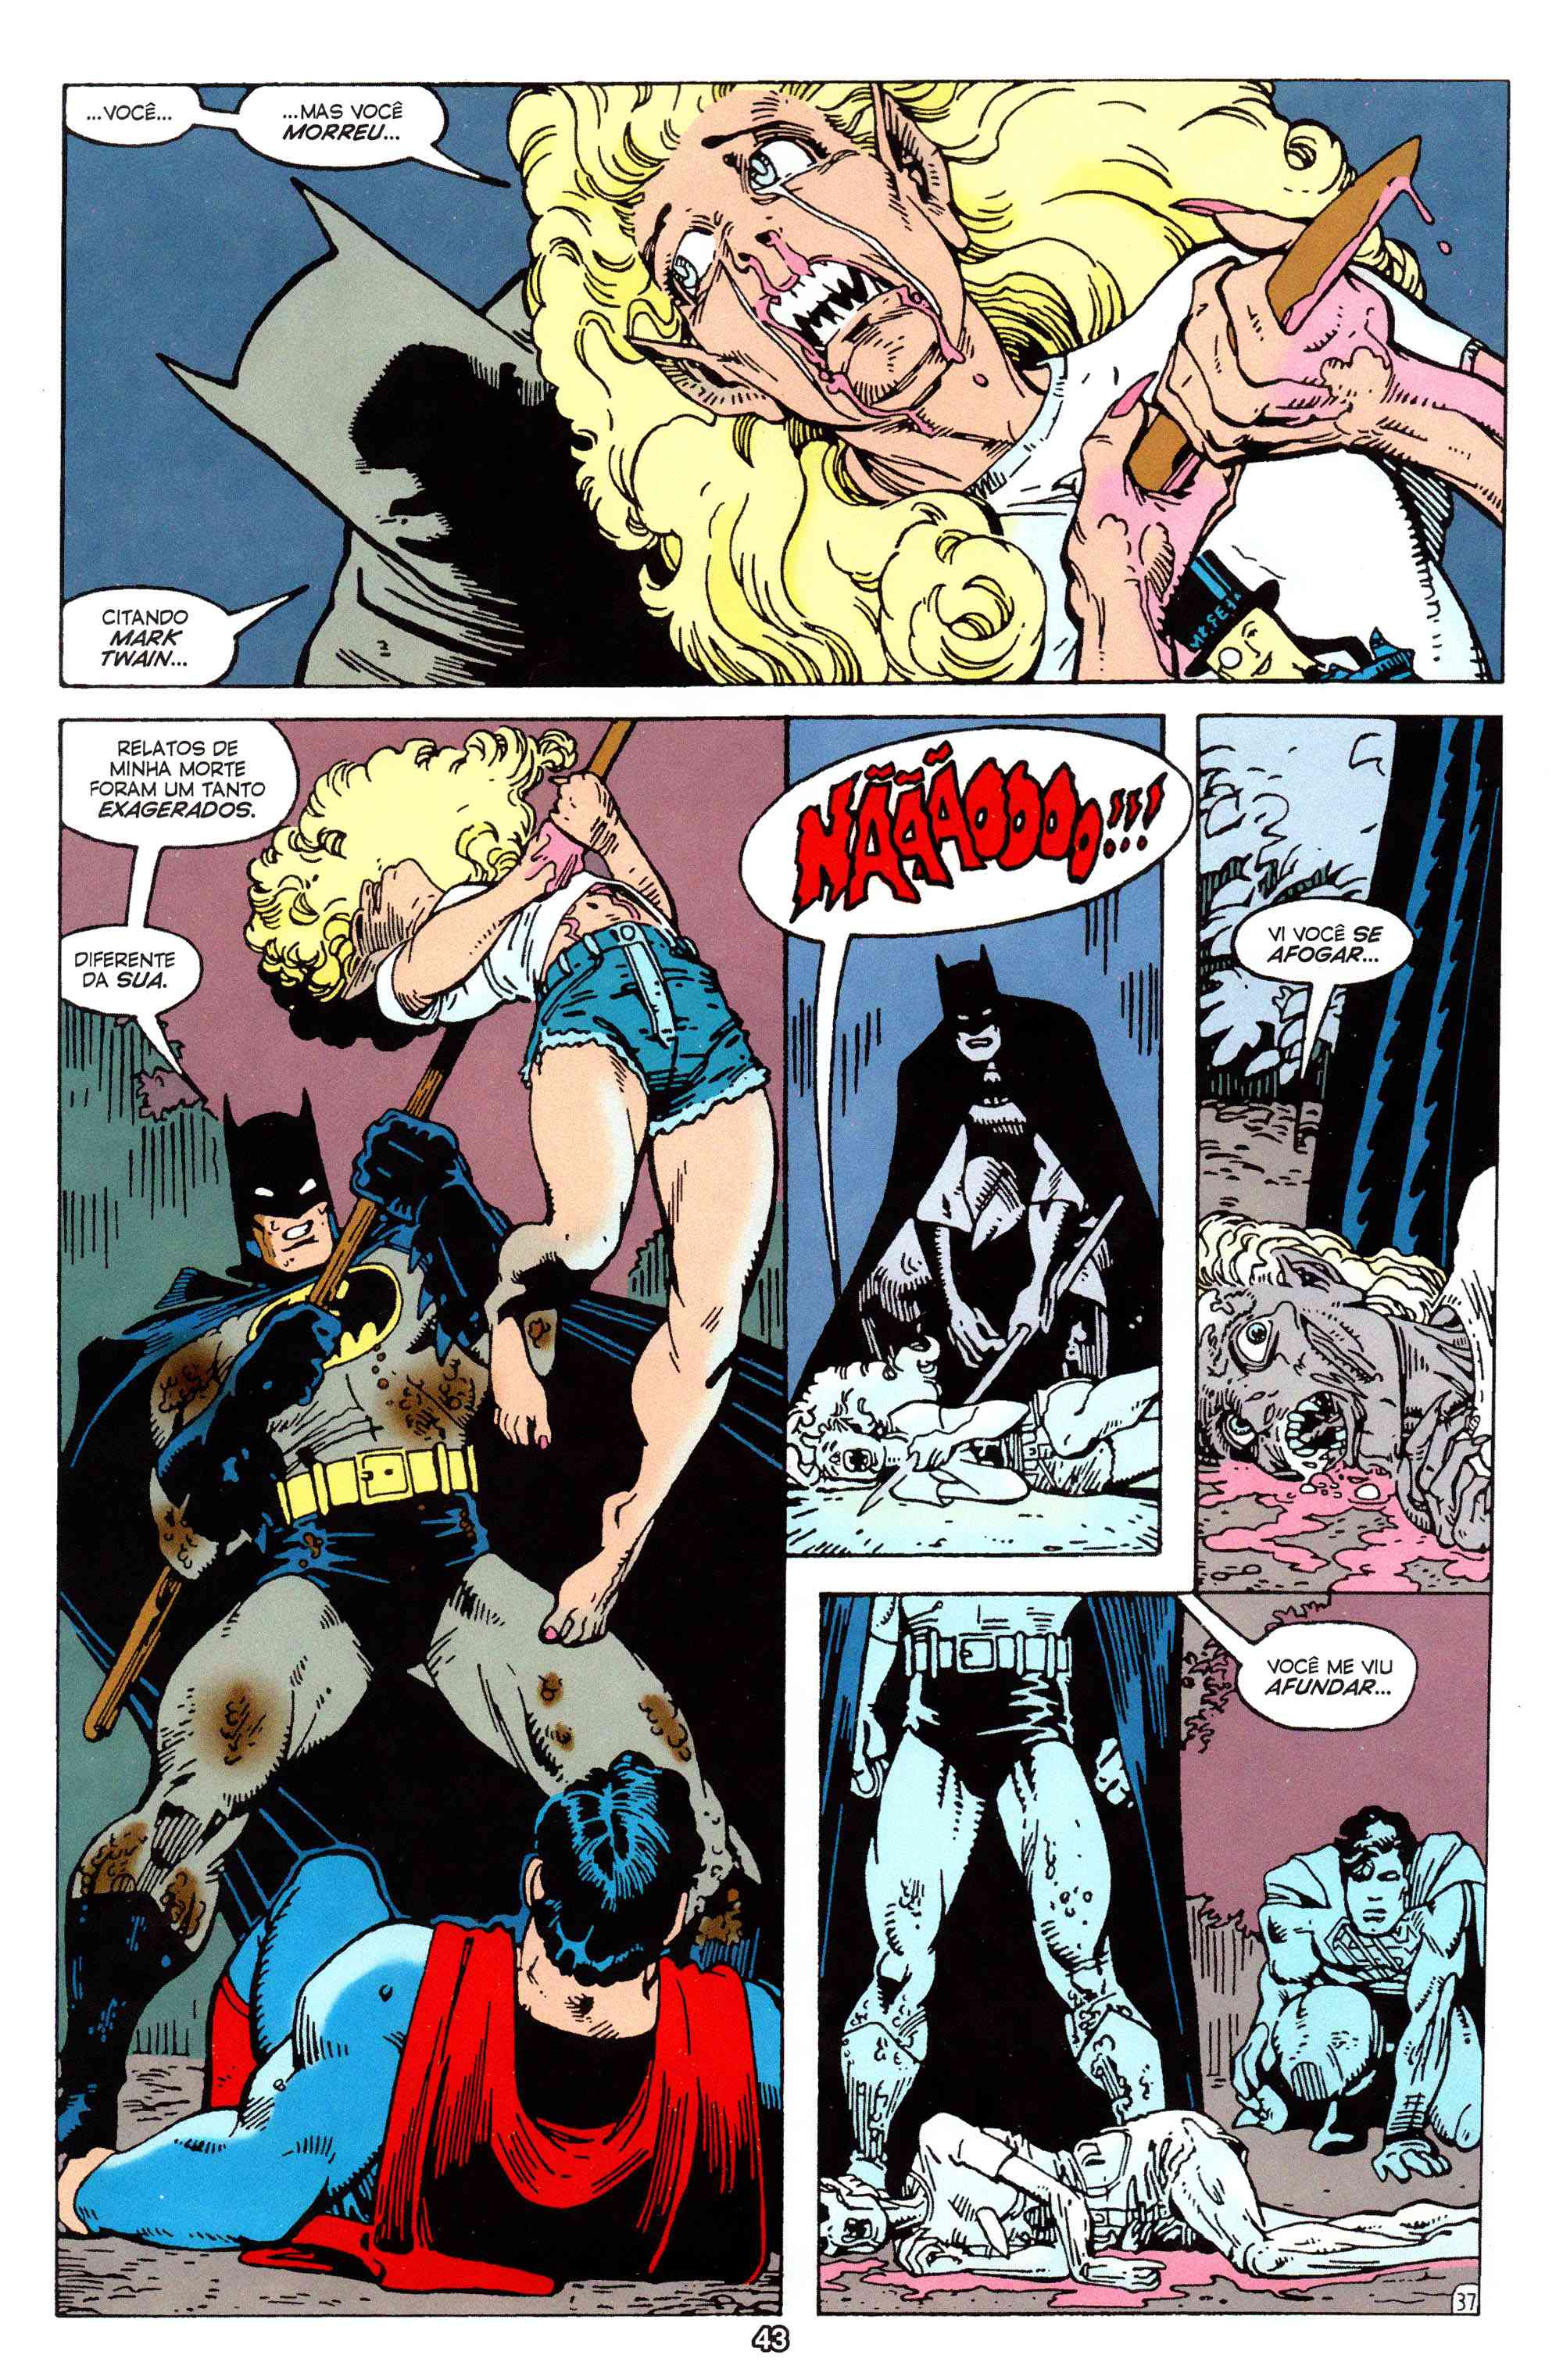 ...VOCÊ...
...MAS VOCÊ
MORREU...
CITANDO
MARK
TWAIN...
RELATOS DE
MINHA MORTE
FORAM UM TANTO
EXAGERADOS.
DIFERENTE
DA SUA.
NÃÃÃOOOO!!!
VI VOCÊ SE
AFOGAR...
VOCÊ ME VIU
AFUNDAR...
37
43